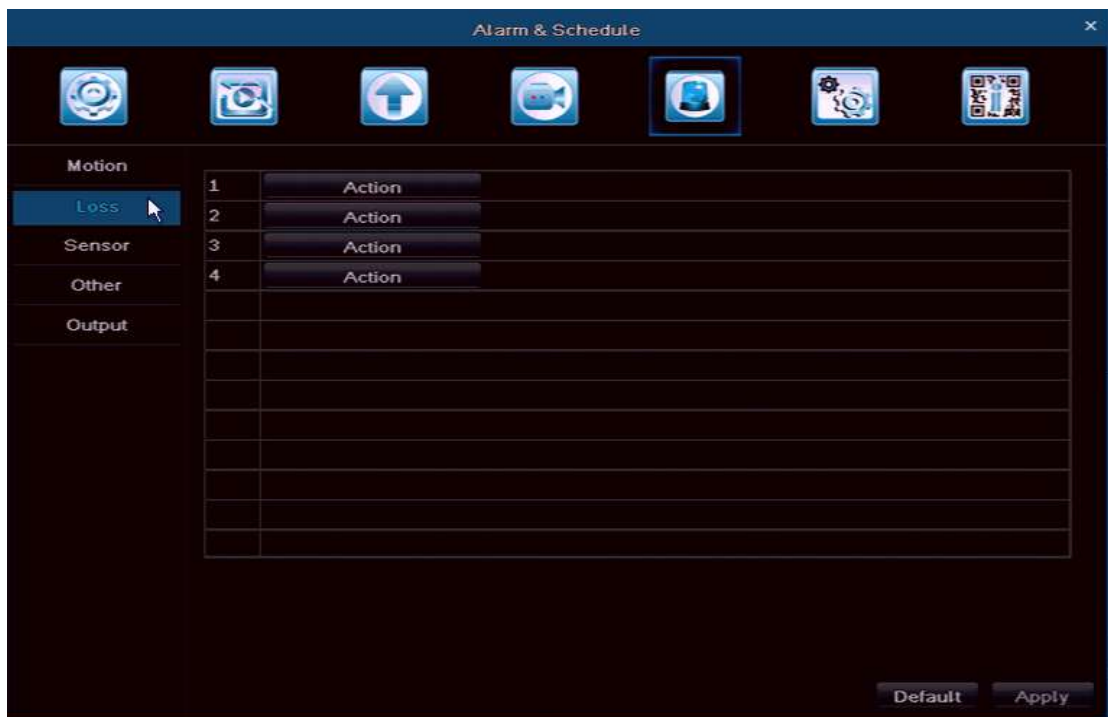 Alarm & Schedule
Motion
Loss
Sensor
Other
Output
1 Action
2 Action
3 Action
4 Action
Default Apply